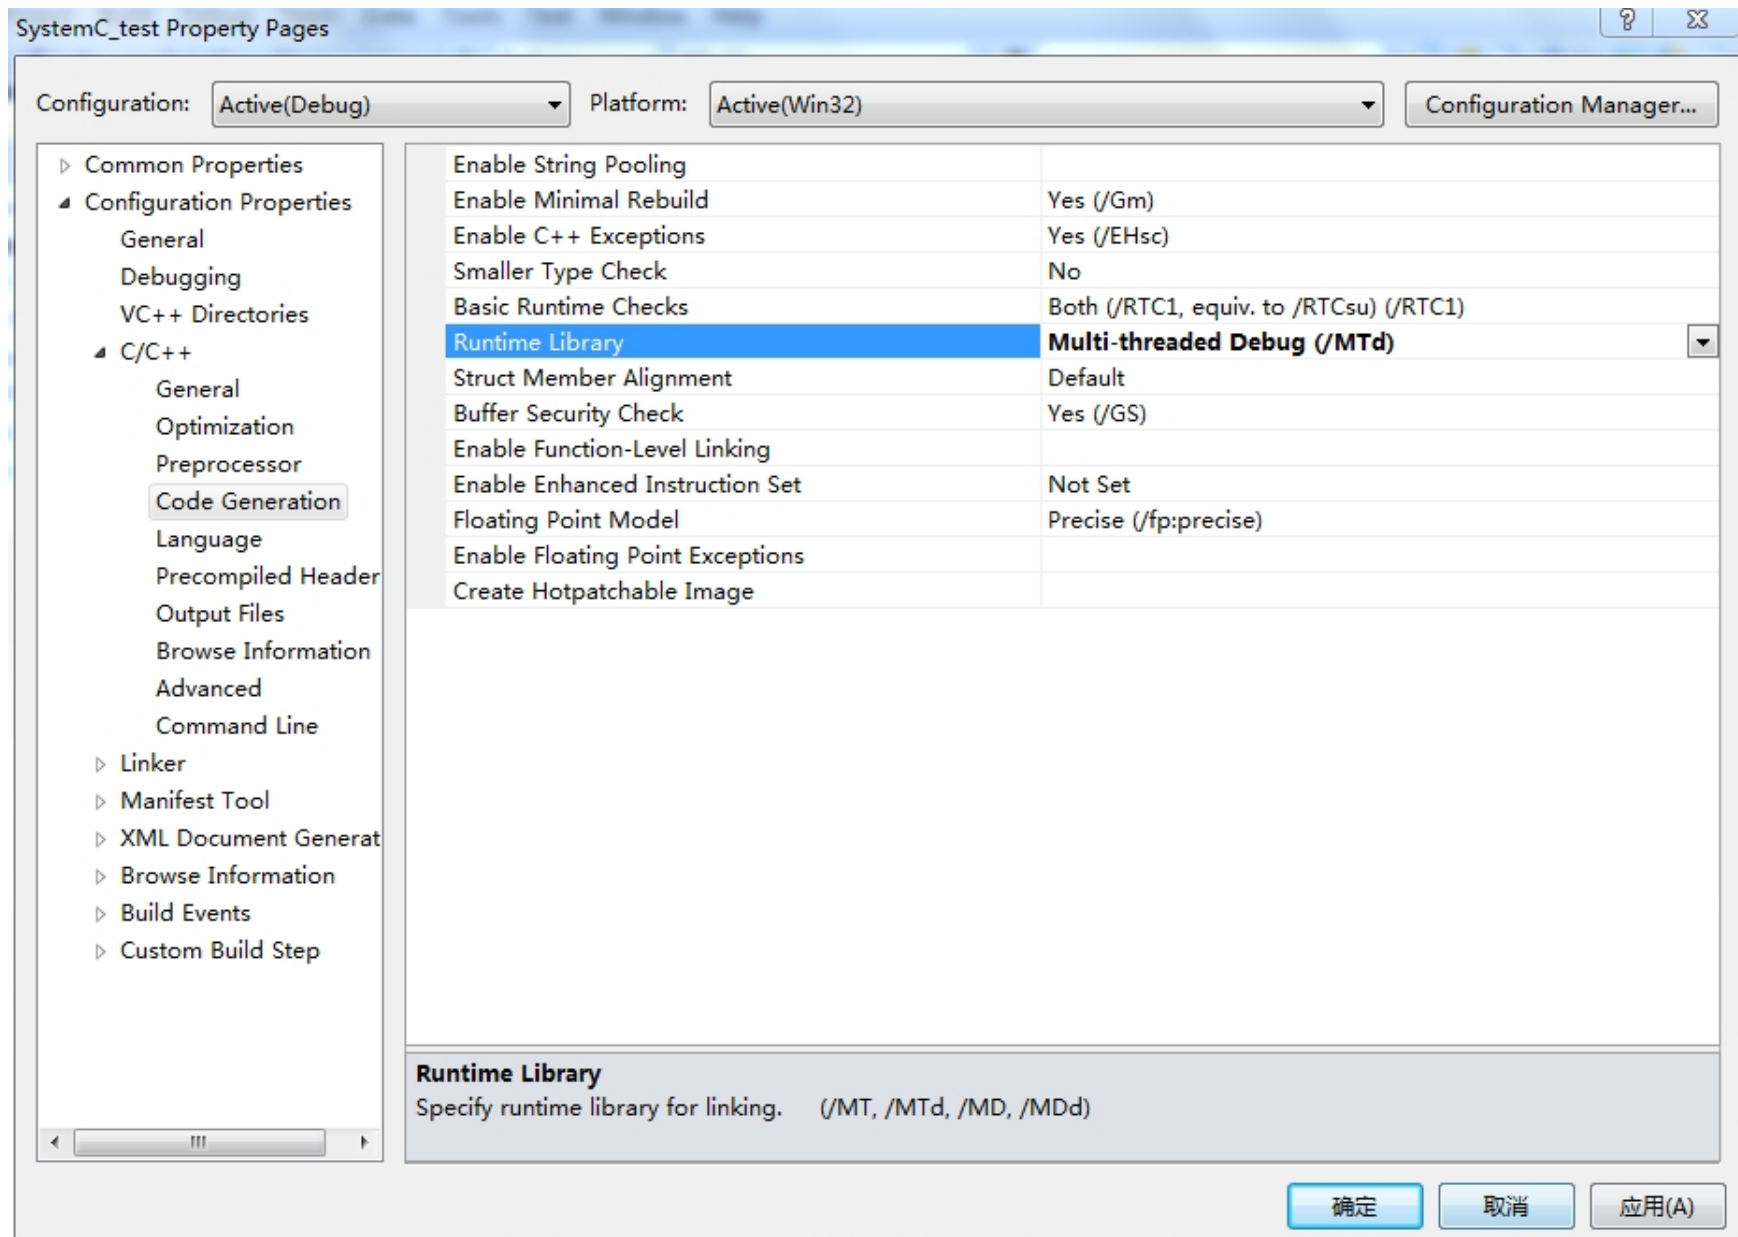 SystemC_test Property Pages
Configuration: Active(Debug) Platform: Active(Win32) Configuration Manager...
Common Properties
Configuration Properties
General
Debugging
VC++ Directories
C/C++
General
Optimization
Preprocessor
Code Generation
Language
Precompiled Header
Output Files
Browse Information
Advanced
Command Line
Linker
Manifest Tool
XML Document Generat
Browse Information
Build Events
Custom Build Step
Enable String Pooling
Enable Minimal Rebuild Yes (/Gm)
Enable C++ Exceptions Yes (/EHsc)
Smaller Type Check No
Basic Runtime Checks Both (/RTC1, equiv. to /RTCsu) (/RTC1)
Runtime Library Multi-threaded Debug (/MTd)
Struct Member Alignment Default
Buffer Security Check Yes (/GS)
Enable Function-Level Linking
Enable Enhanced Instruction Set Not Set
Floating Point Model Precise (/fp:precise)
Enable Floating Point Exceptions
Create Hotpatchable Image
Runtime Library
Specify runtime library for linking. (/MT, /MTd, /MD, /MDd)
确定 取消 应用(A)